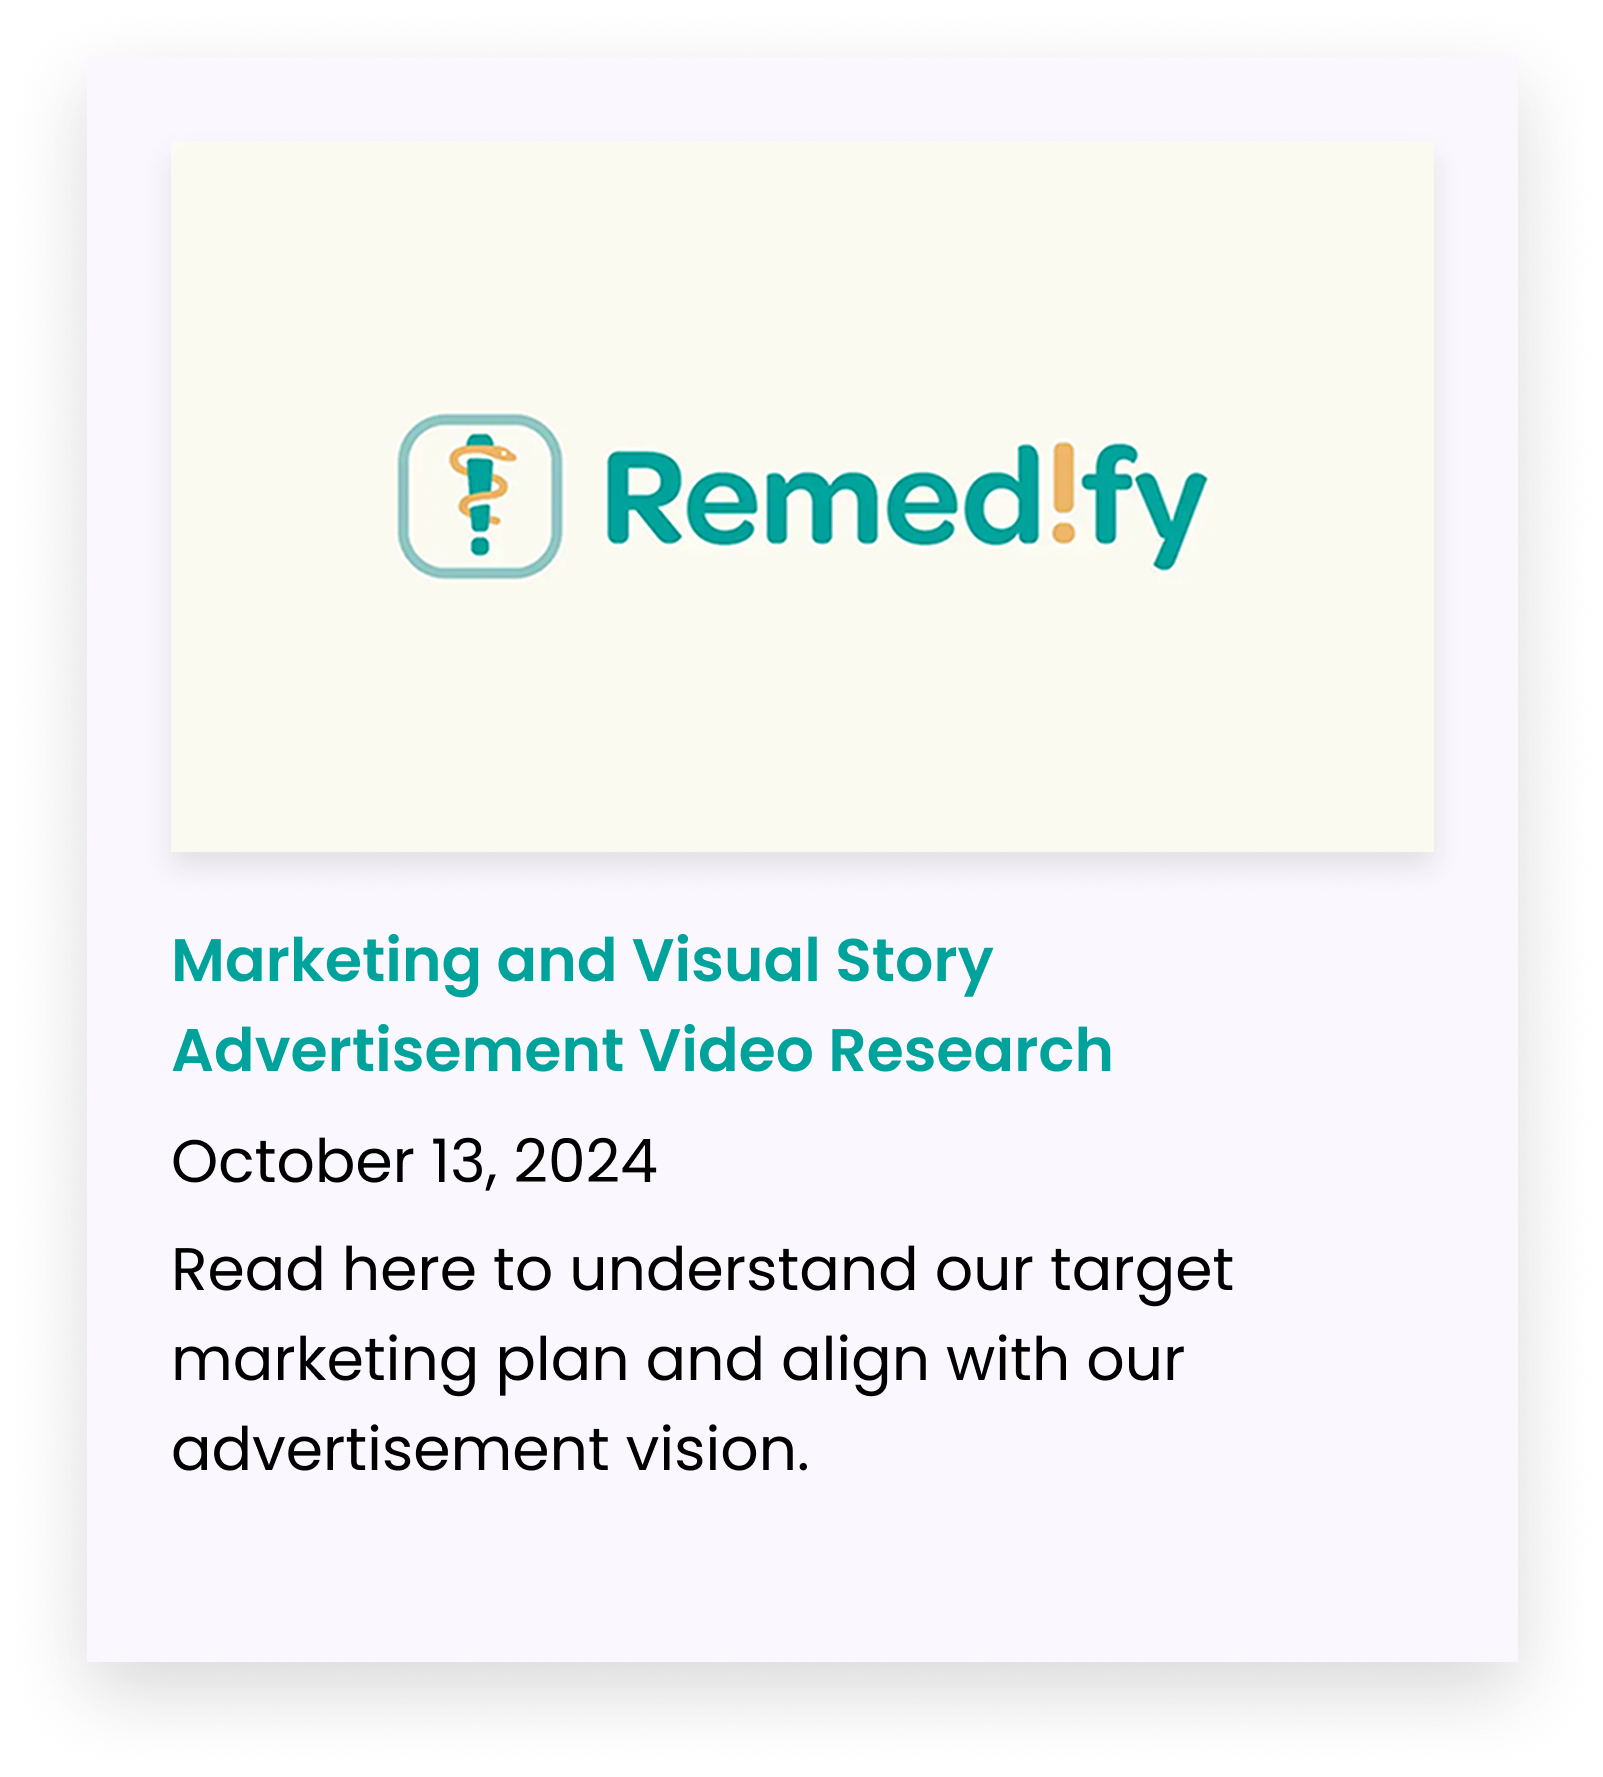 Remed!fy
Marketing and Visual Story
Advertisement Video Research
October 13, 2024
Read here to understand our target
marketing plan and align with our
advertisement vision.